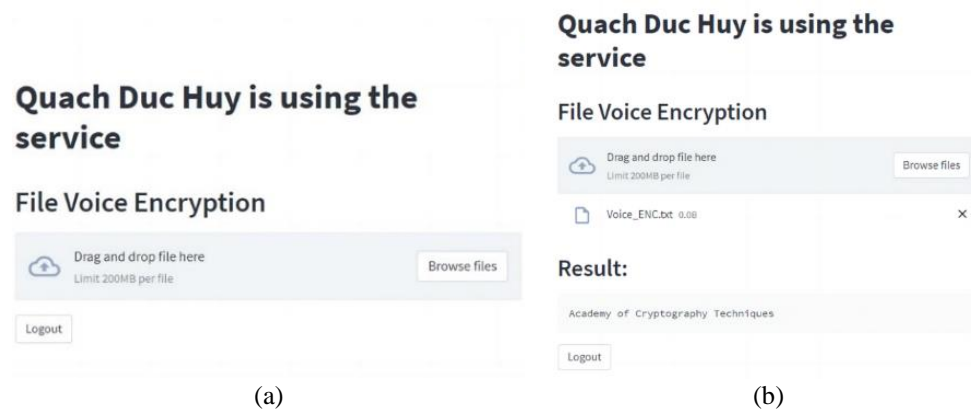 Quach Duc Huy is using the
service
File Voice Encryption
Drag and drop file here
Limit 200MB per file
Browse files
Logout
(a)
Quach Duc Huy is using the
service
File Voice Encryption
Drag and drop file here
Limit 200MB per file
Browse files
Voice_ENC.txt 0.0B
Result:
Academy of Cryptography Techniques
Logout
(b)